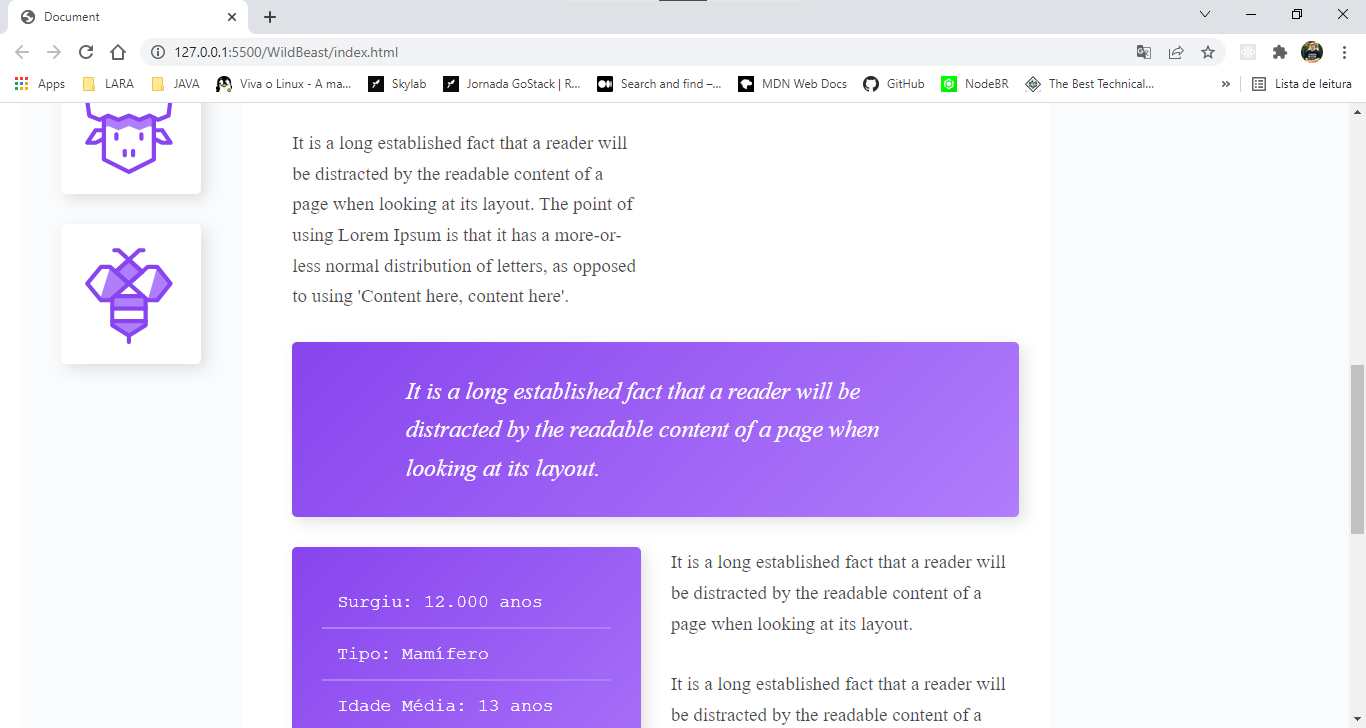 Document
127.0.0.1:5500/WildBeast/index.html
Apps LARA JAVA Viva o Linux - A ma... Skylab Jornada GoStack | R... Search and find –... MDN Web Docs GitHub NodeBR The Best Technical... » Lista de leitura
It is a long established fact that a reader will
be distracted by the readable content of a
page when looking at its layout. The point of
using Lorem Ipsum is that it has a more-or-
less normal distribution of letters, as opposed
to using 'Content here, content here'.
It is a long established fact that a reader will be
distracted by the readable content of a page when
looking at its layout.
Surgiu: 12.000 anos
Tipo: Mamífero
Idade Média: 13 anos
It is a long established fact that a reader will
be distracted by the readable content of a
page when looking at its layout.
It is a long established fact that a reader will
be distracted by the readable content of a